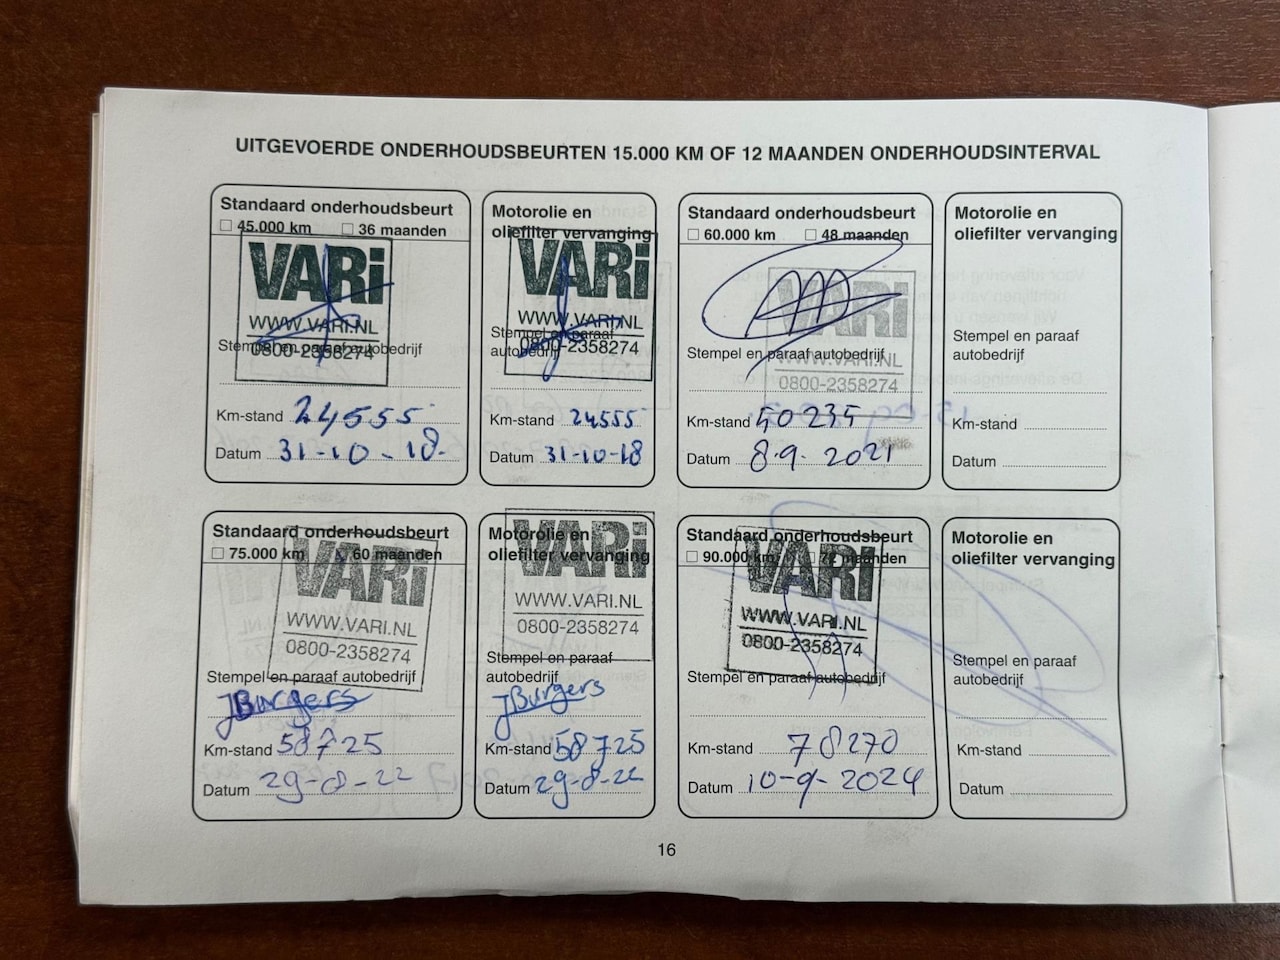 UITGEVOERDE ONDERHOUDSBEURTEN 15.000 KM OF 12 MAANDEN ONDERHOUDSINTERVAL
Standaard onderhoudsbeurt
45.000 km 36 maanden
VARi
WWW.VARI.NL
Stempel en paraaf autobedrijf
0800-2358274
Km-stand 24555
Datum 31-10-18
Motorolie en
oliefilter vervanging
VARi
WWW.VARI.NL
Stempel en paraaf
autobedrijf
0800-2358274
Km-stand 24555
Datum 31-10-18
Standaard onderhoudsbeurt
60.000 km 48 maanden
VARi
Stempel en paraaf autobedrijf
WWW.VARI.NL
0800-2358274
Km-stand 50235
Datum 8.9.2021
Motorolie en
oliefilter vervanging
Stempel en paraaf
autobedrijf
Km-stand
Datum
Standaard onderhoudsbeurt
75.000 km 60 maanden
VARi
WWW.VARI.NL
0800-2358274
Stempel en paraaf autobedrijf
JBurgers
Km-stand 58725
Datum 29-8-22
Motorolie en
oliefilter vervanging
VARi
WWW.VARI.NL
0800-2358274
Stempel en paraaf
autobedrijf
JBurgers
Km-stand 58725
Datum 29-8-22
Standaard onderhoudsbeurt
90.000 km 72 maanden
VARi
WWW.VARI.NL
0800-2358274
Stempel en paraaf autobedrijf
Km-stand 78270
Datum 10-9-2024
Motorolie en
oliefilter vervanging
Stempel en paraaf
autobedrijf
Km-stand
Datum
16